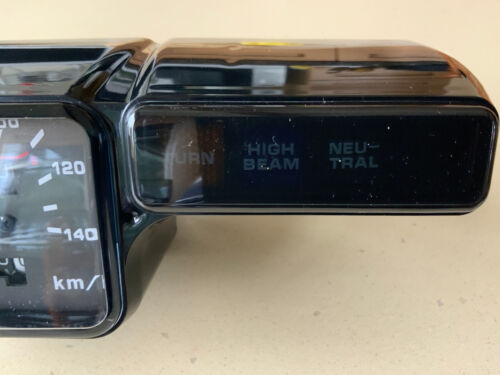 120
140
km/
TURN
HIGH
BEAM
NEU-
TRAL